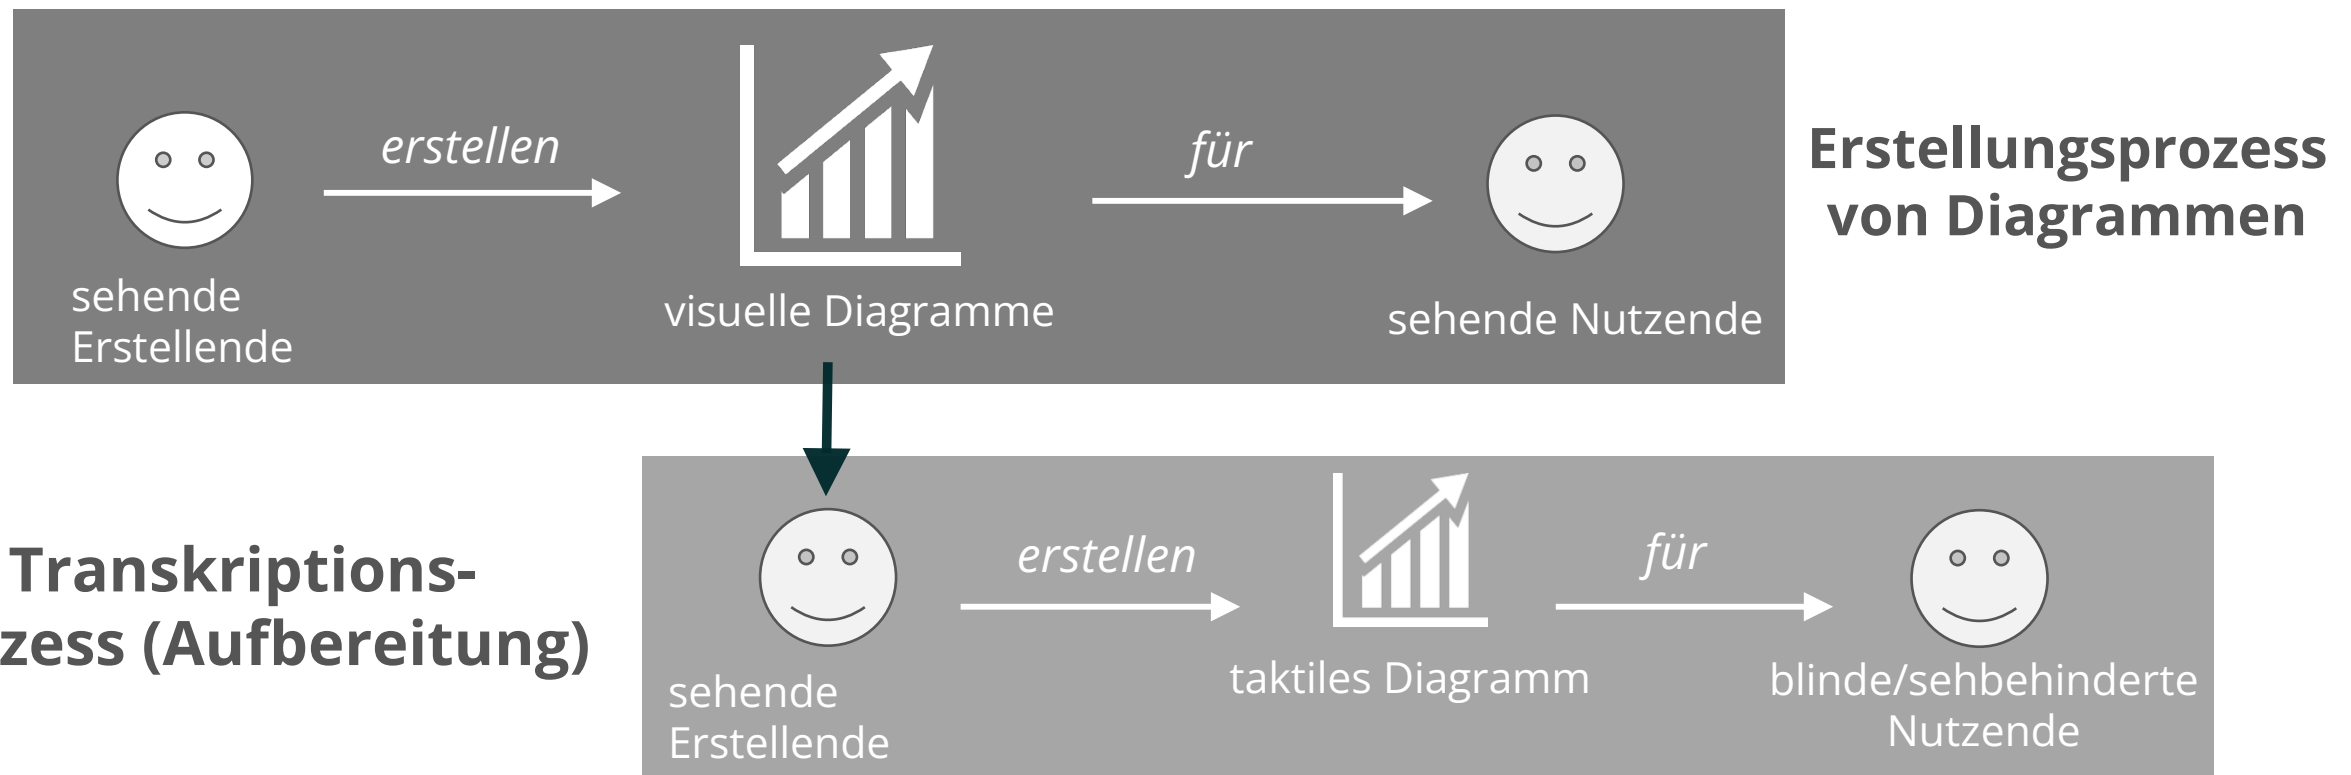 erstellen
für
sehende
Erstellende
visuelle Diagramme
sehende Nutzende
Erstellungsprozess
von Diagrammen
Transkriptions-
zess (Aufbereitung)
erstellen
für
sehende
Erstellende
taktiles Diagramm
blinde/sehbehinderte
Nutzende